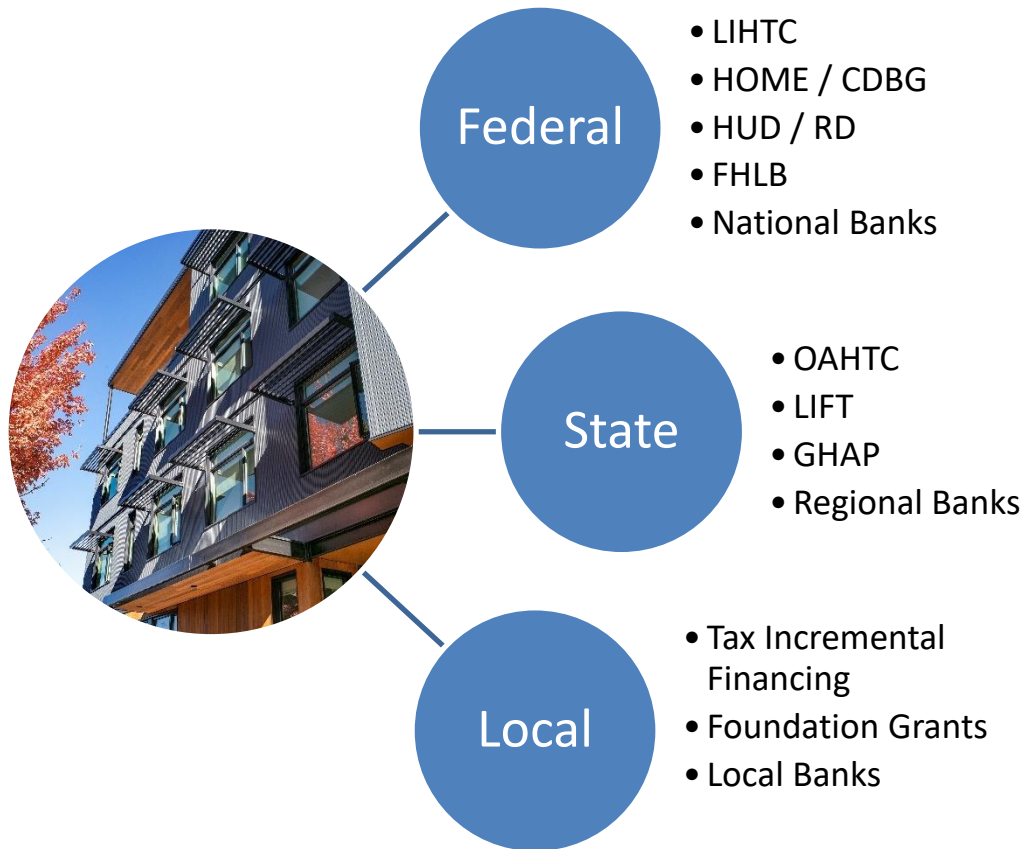 Federal
• LIHTC
• HOME / CDBG
• HUD / RD
• FHLB
• National Banks
State
• OAHTC
• LIFT
• GHAP
• Regional Banks
Local
• Tax Incremental
Financing
• Foundation Grants
• Local Banks